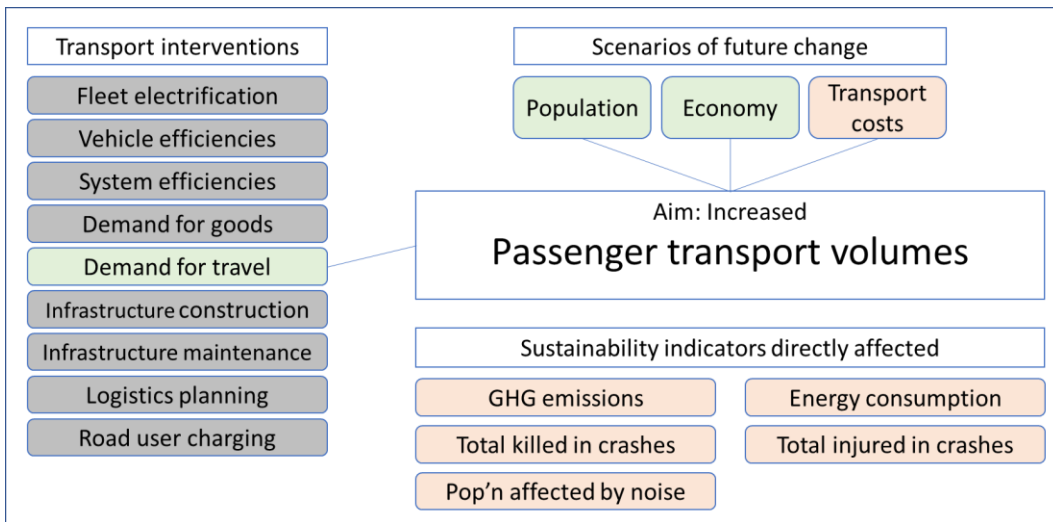 Transport interventions
Fleet electrification
Vehicle efficiencies
System efficiencies
Demand for goods
Demand for travel
Infrastructure construction
Infrastructure maintenance
Logistics planning
Road user charging
Scenarios of future change
Population
Economy
Transport
costs
Aim: Increased
Passenger transport volumes
Sustainability indicators directly affected
GHG emissions
Energy consumption
Total killed in crashes
Total injured in crashes
Pop’n affected by noise